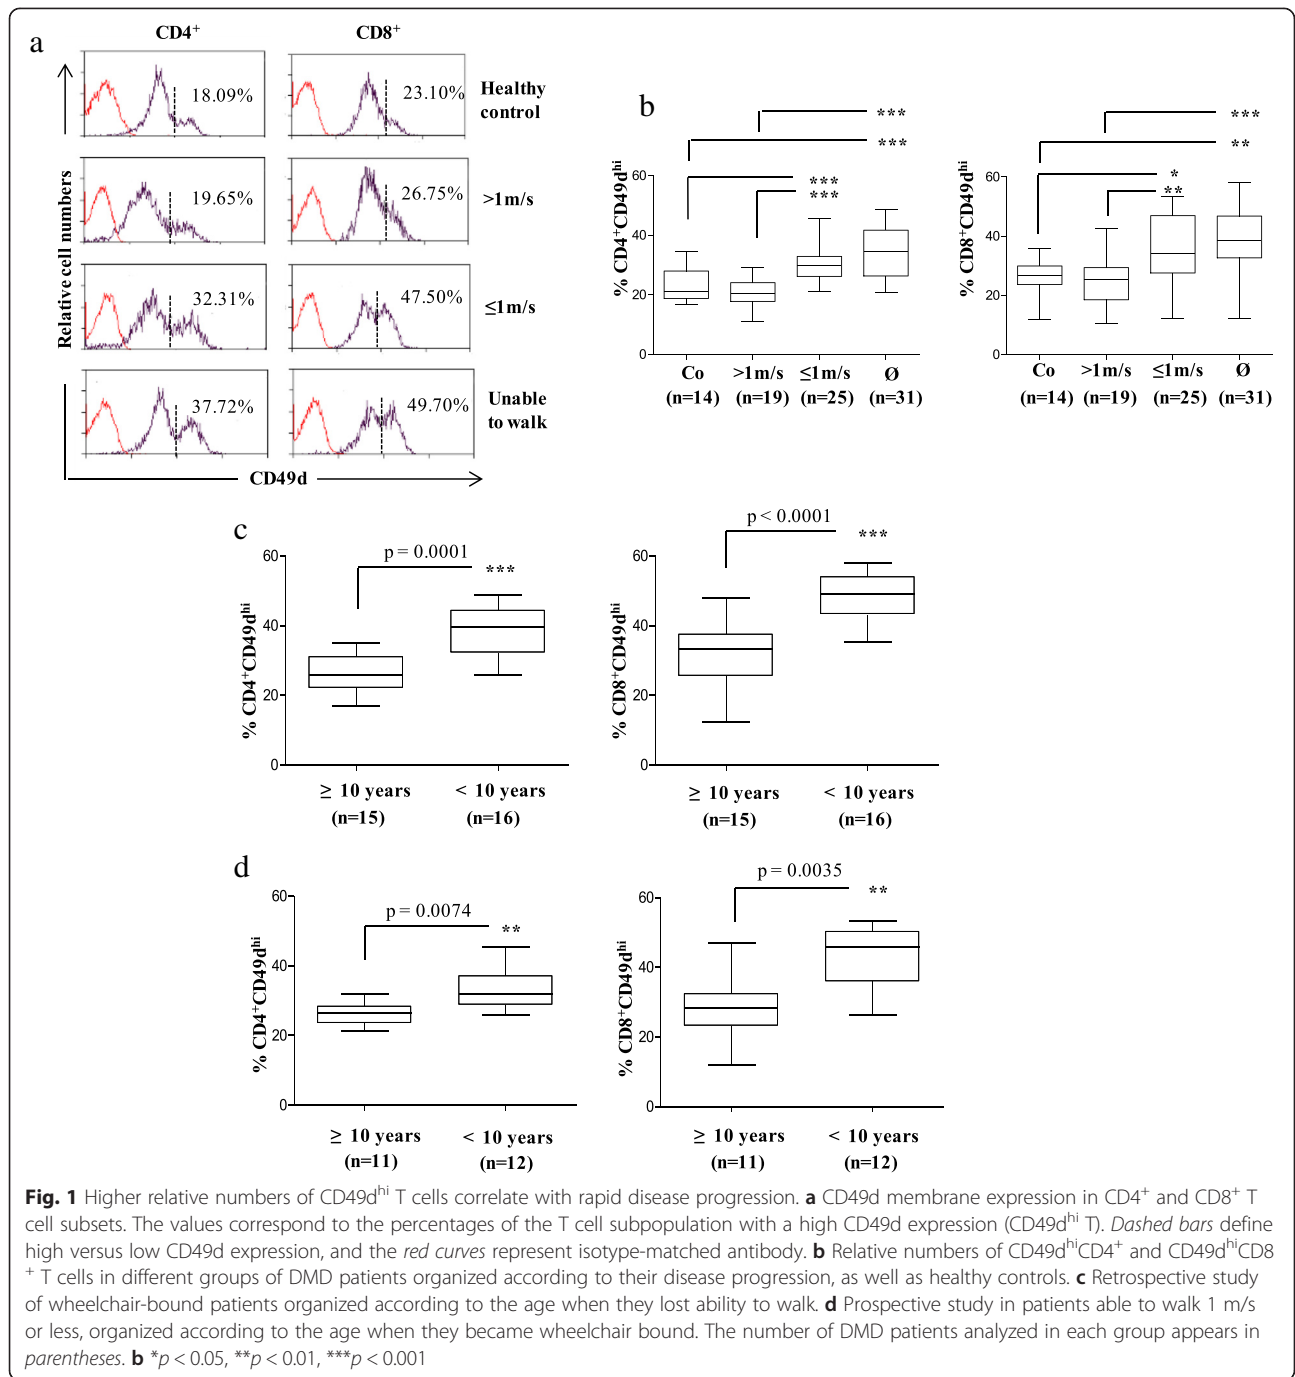 a
CD4⁺
CD8⁺
18.09%
23.10%
Healthy
control
19.65%
26.75%
>1m/s
32.31%
47.50%
≤1m/s
37.72%
49.70%
Unable
to walk
Relative cell numbers
CD49d
b
***
***
***
***
% CD4⁺CD49dʰⁱ
60
40
20
0
Co
>1m/s
≤1m/s
Ø
(n=14)
(n=19)
(n=25)
(n=31)
***
**
*
**
% CD8⁺CD49dʰⁱ
60
40
20
0
Co
>1m/s
≤1m/s
Ø
(n=14)
(n=19)
(n=25)
(n=31)
c
p = 0.0001
***
% CD4⁺CD49dʰⁱ
60
40
20
0
≥ 10 years
< 10 years
(n=15)
(n=16)
p < 0.0001
***
% CD8⁺CD49dʰⁱ
60
40
20
0
≥ 10 years
< 10 years
(n=15)
(n=16)
d
p = 0.0074
**
% CD4⁺CD49dʰⁱ
60
40
20
0
≥ 10 years
< 10 years
(n=11)
(n=12)
p = 0.0035
**
% CD8⁺CD49dʰⁱ
60
40
20
0
≥ 10 years
< 10 years
(n=11)
(n=12)
Fig. 1 Higher relative numbers of CD49dʰⁱ T cells correlate with rapid disease progression. a CD49d membrane expression in CD4⁺ and CD8⁺ T
cell subsets. The values correspond to the percentages of the T cell subpopulation with a high CD49d expression (CD49dʰⁱ T). Dashed bars define
high versus low CD49d expression, and the red curves represent isotype-matched antibody. b Relative numbers of CD49dʰⁱCD4⁺ and CD49dʰⁱCD8
⁺ T cells in different groups of DMD patients organized according to their disease progression, as well as healthy controls. c Retrospective study
of wheelchair-bound patients organized according to the age when they lost ability to walk. d Prospective study in patients able to walk 1 m/s
or less, organized according to the age when they became wheelchair bound. The number of DMD patients analyzed in each group appears in
parentheses. b *p < 0.05, **p < 0.01, ***p < 0.001